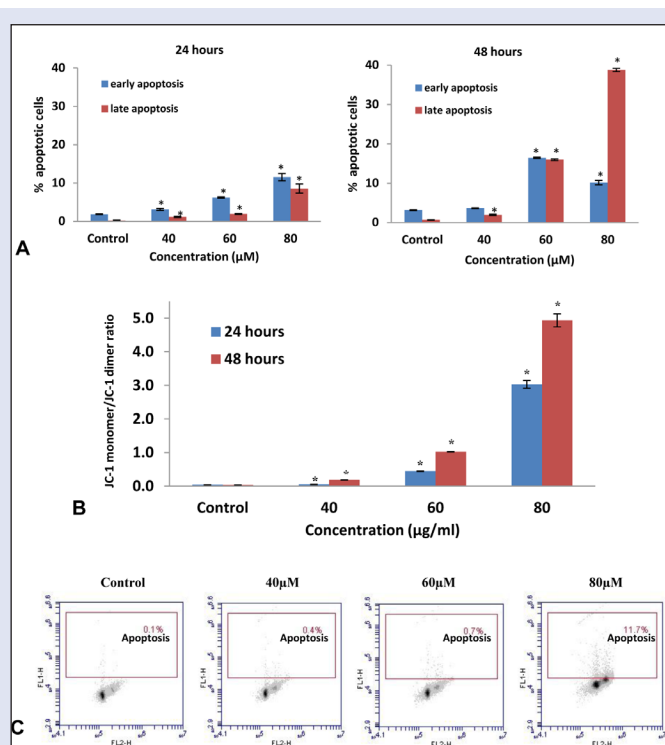 24 hours
48 hours
% apoptotic cells
40
30
20
10
0
early apoptosis
late apoptosis
* * * * * *
Control 40 60 80
Concentration (µM)
% apoptotic cells
40
30
20
10
0
early apoptosis
late apoptosis
* * * * *
Control 40 60 80
Concentration (µM)
A
JC-1 monomer/JC-1 dimer ratio
5.0
4.0
3.0
2.0
1.0
0.0
24 hours
48 hours
* * * * * *
Control 40 60 80
Concentration (µg/ml)
B
Control
40µM
60µM
80µM
0.1%
Apoptosis
0.4%
Apoptosis
0.7%
Apoptosis
11.7%
Apoptosis
FL1-H
FL1-H
FL1-H
FL1-H
FL2-H
FL2-H
FL2-H
FL2-H
C